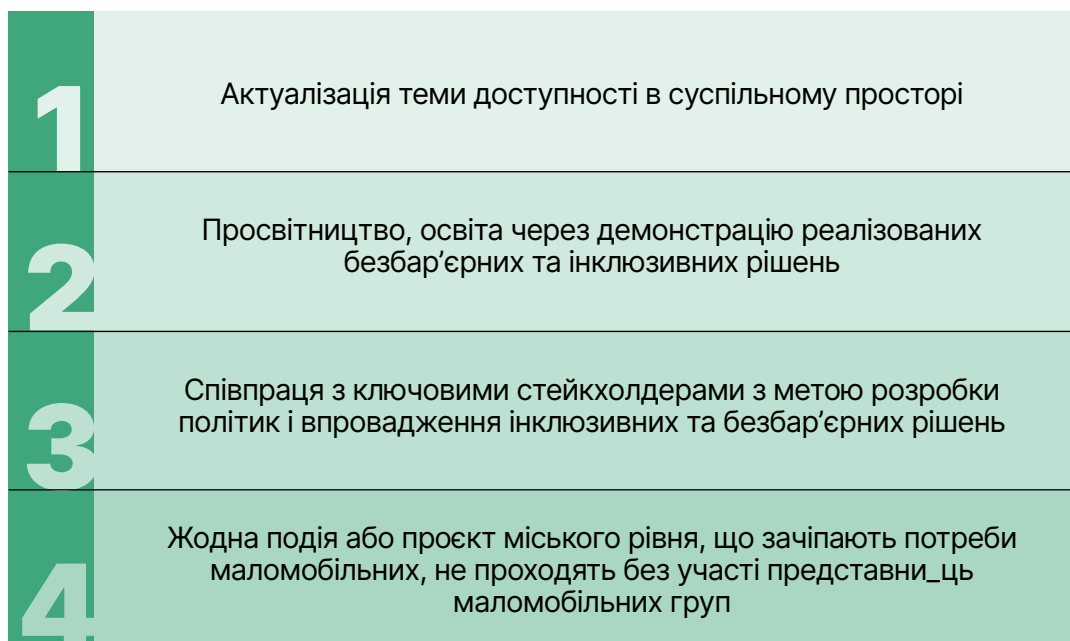 1
Актуалізація теми доступності в суспільному просторі
2
Просвітництво, освіта через демонстрацію реалізованих
безбар’єрних та інклюзивних рішень
3
Співпраця з ключовими стейкхолдерами з метою розробки
політик і впровадження інклюзивних та безбар’єрних рішень
4
Жодна подія або проєкт міського рівня, що зачіпають потреби
маломобільних, не проходять без участі представни_ць
маломобільних груп